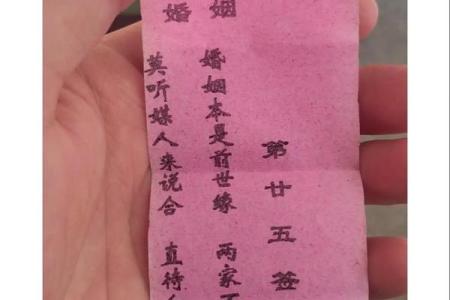 第廿五签
婚姻
婚姻本是前世缘 两家
莫听媒人来说合 直待